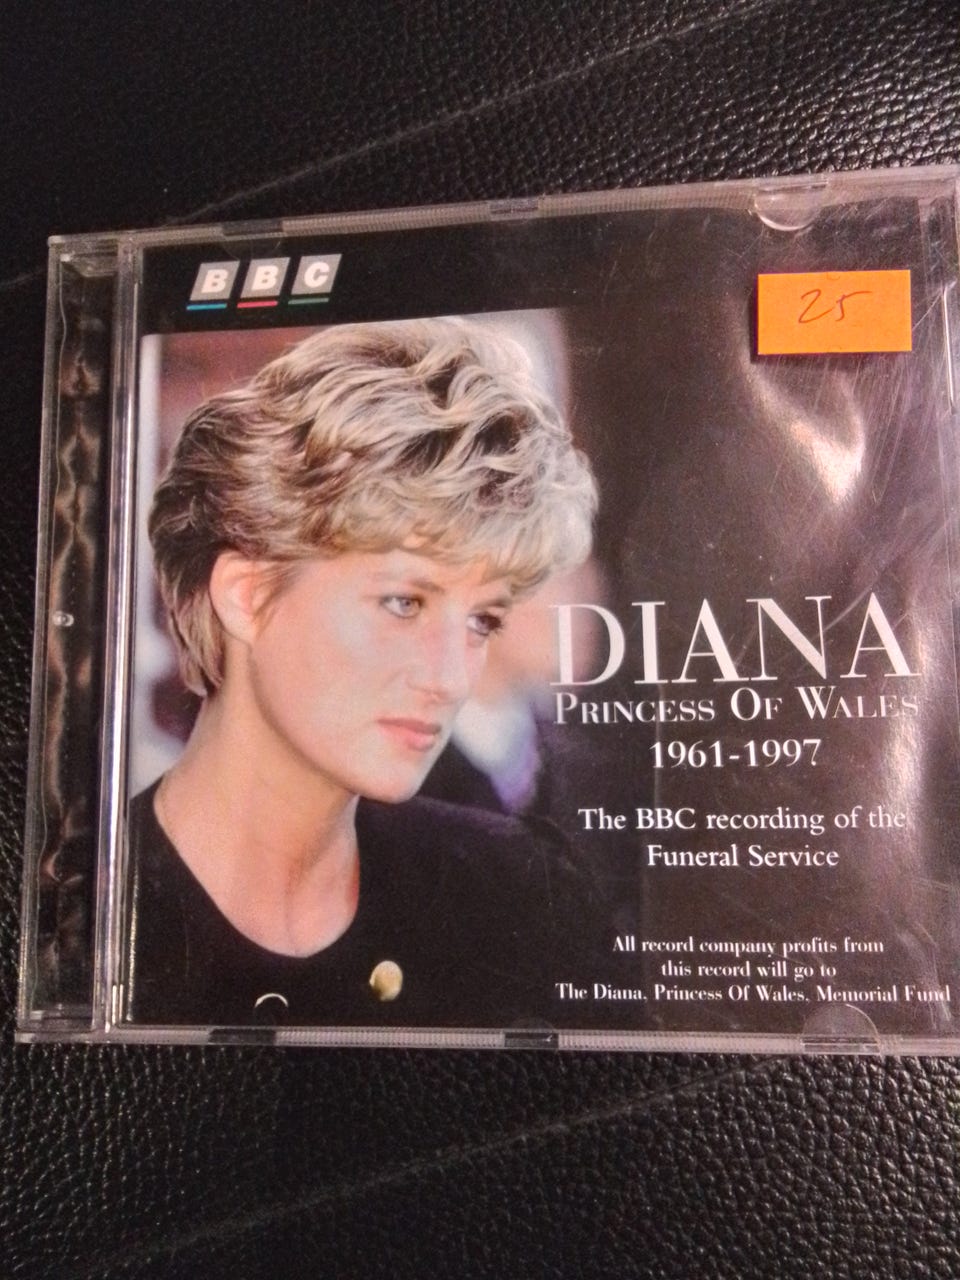 BBC
25
DIANA
PRINCESS OF WALES
1961-1997
The BBC recording of the
Funeral Service
All record company profits from
this record will go to
The Diana, Princess Of Wales, Memorial Fund